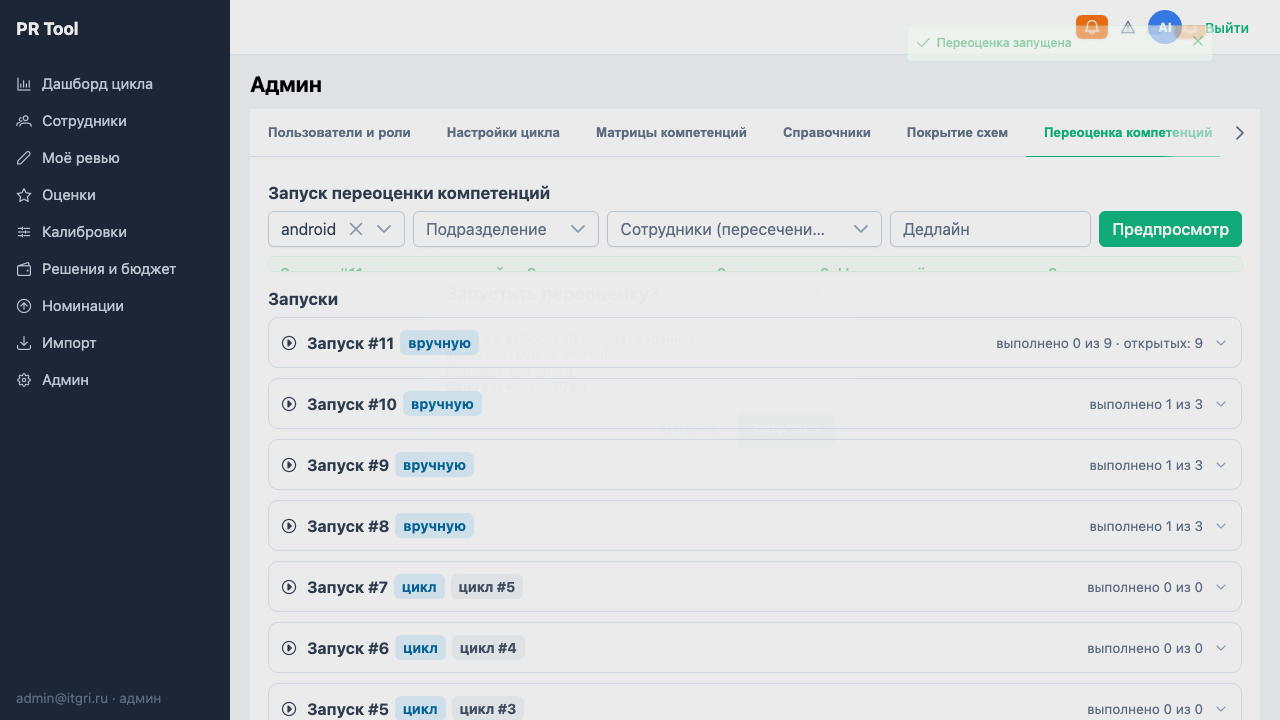 PR Tool
AI
Выйти
Переоценка запущена
Дашборд цикла
Сотрудники
Моё ревью
Оценки
Калибровки
Решения и бюджет
Номинации
Импорт
Админ
admin@itgri.ru · админ
Админ
Пользователи и роли
Настройки цикла
Матрицы компетенций
Справочники
Покрытие схем
Переоценка компетенций
Запуск переоценки компетенций
android
Подразделение
Сотрудники (пересечени...
Дедлайн
Предпросмотр
Запустить переоценку?
Запуски
Запуск #11 вручную выполнено 0 из 9 · открытых: 9
Запуск #10 вручную выполнено 1 из 3
Запуск #9 вручную выполнено 1 из 3
Запуск #8 вручную выполнено 1 из 3
Запуск #7 цикл цикл #5 выполнено 0 из 0
Запуск #6 цикл цикл #4 выполнено 0 из 0
Запуск #5 цикл цикл #3 выполнено 0 из 0